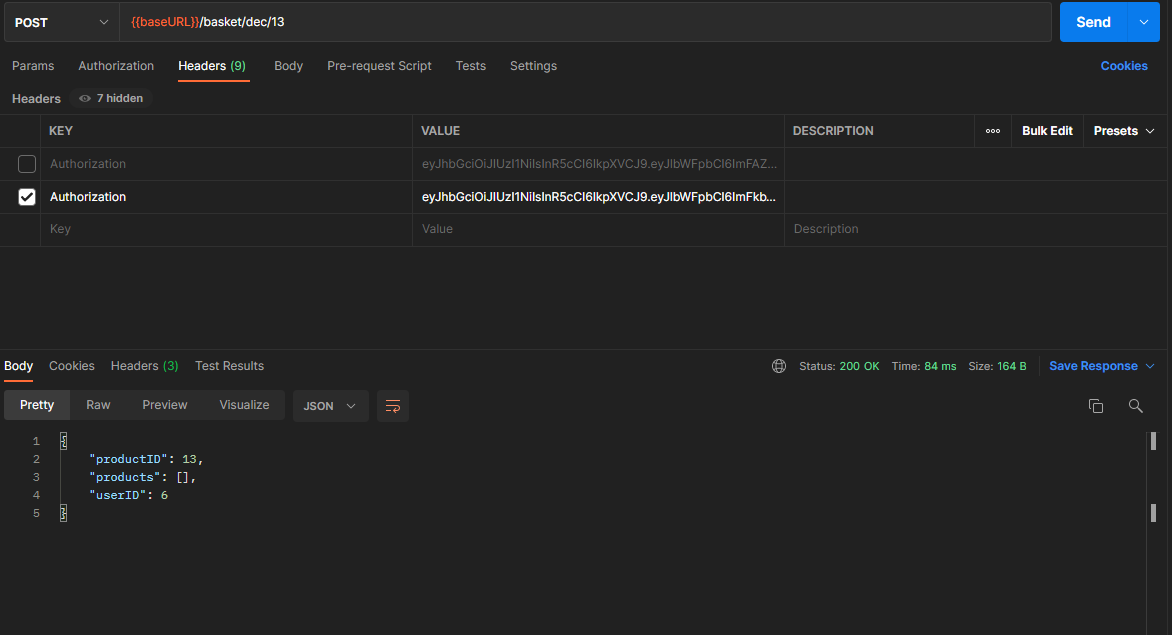 POST {{baseURL}}/basket/dec/13 Send
Params Authorization Headers (9) Body Pre-request Script Tests Settings Cookies
Headers 7 hidden
KEY VALUE DESCRIPTION ooo Bulk Edit Presets
Authorization eyJhbGciOiJIUzI1NiIsInR5cCI6IkpXVCJ9.eyJlbWFpbCI6ImFAZ...
Authorization eyJhbGciOiJIUzI1NiIsInR5cCI6IkpXVCJ9.eyJlbWFpbCI6ImFkb...
Key Value Description
Body Cookies Headers (3) Test Results Status: 200 OK Time: 84 ms Size: 164 B Save Response
Pretty Raw Preview Visualize JSON
1 {
2 "productID": 13,
3 "products": [],
4 "userID": 6
5 }